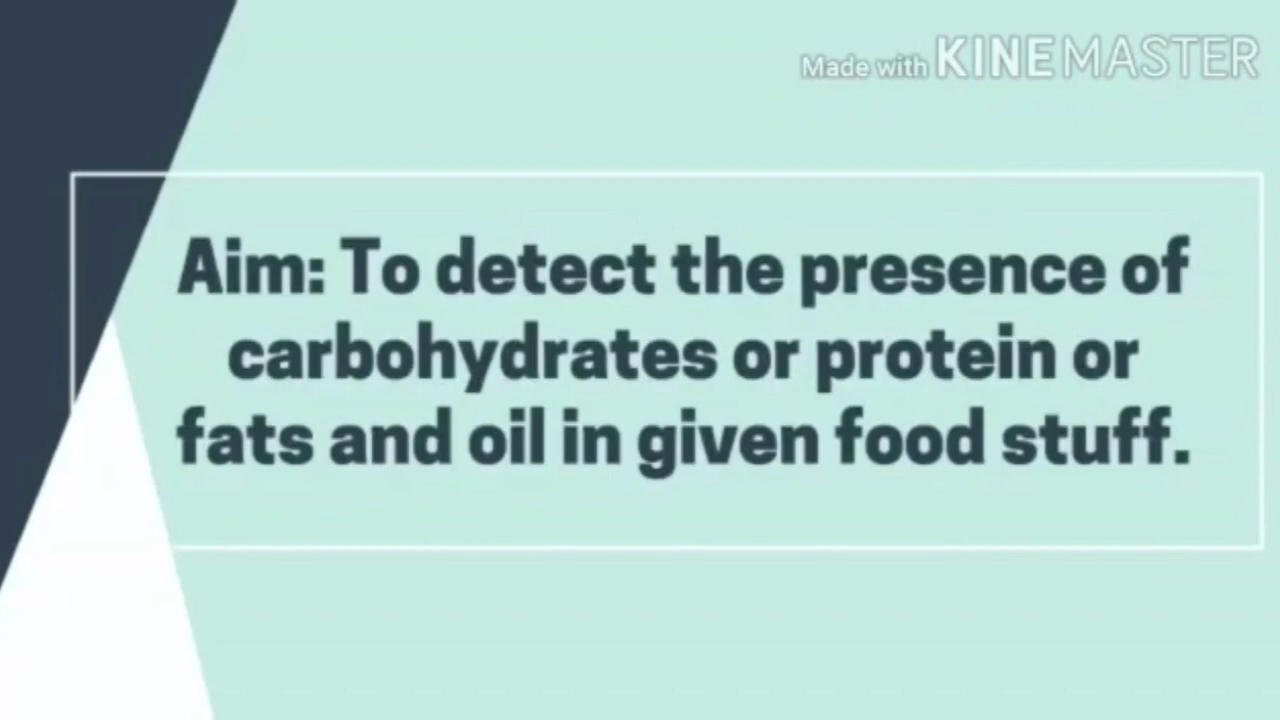 Made with KINEMASTER
Aim: To detect the presence of
carbohydrates or protein or
fats and oil in given food stuff.